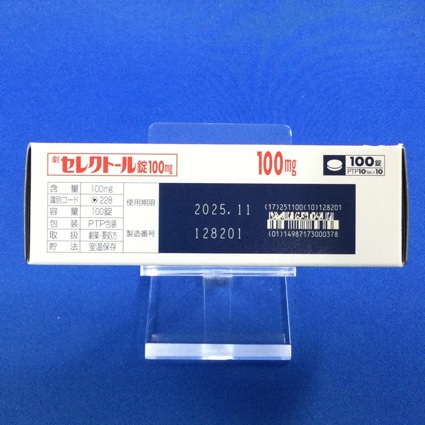 劇 セレクトール錠100mg
100mg
100錠
PTP10錠×10
含 量 100mg
識別コード 228
容 量 100錠
包 装 PTP包装
取 扱 劇薬・要処方
貯 法 室温保存
使用期限 2025.11
製造番号 128201
(17)251100(10)128201
(01)14987173000378